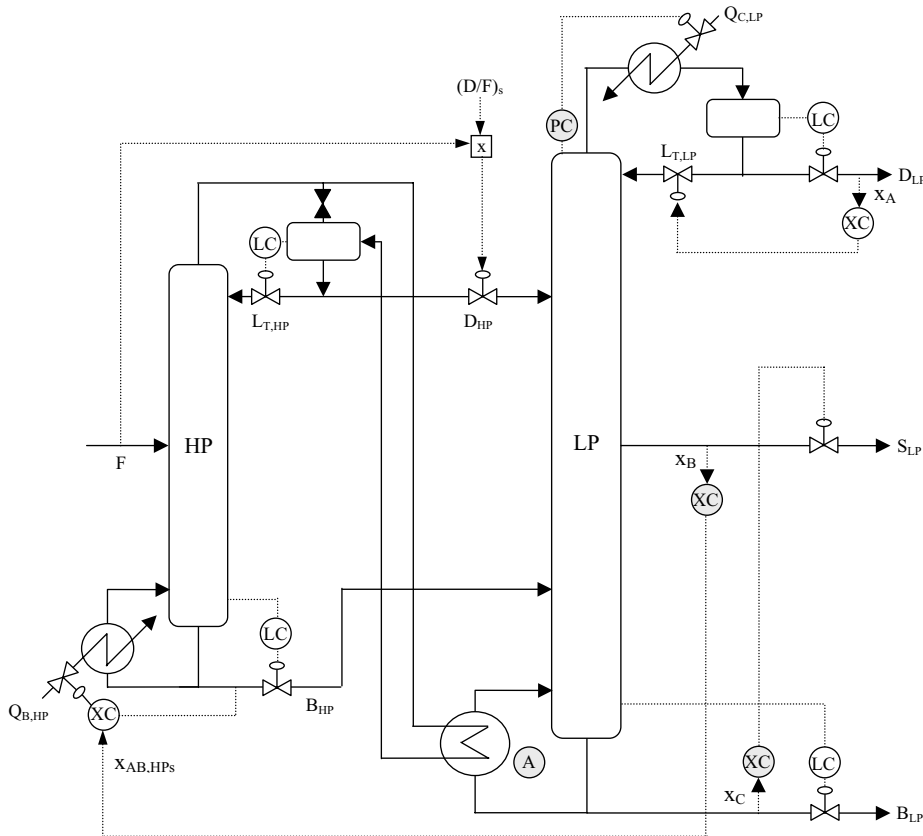 Q_C,LP
(D/F)_s
PC
LC
x
L_T,LP
D_LP
x_A
XC
LC
L_T,HP
D_HP
HP
LP
F
x_B
S_LP
XC
LC
B_HP
Q_B,HP
XC
x_AB,HPs
A
XC
LC
x_C
B_LP